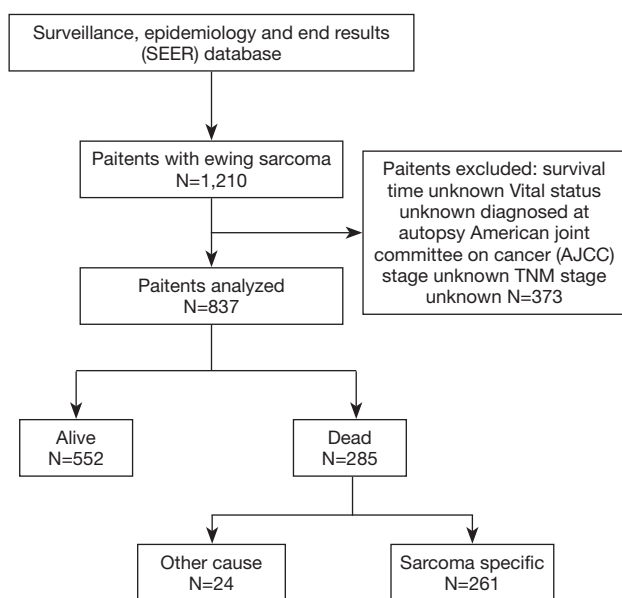 Surveillance, epidemiology and end results
(SEER) database
Paitents with ewing sarcoma
N=1,210
Paitents excluded: survival
time unknown Vital status
unknown diagnosed at
autopsy American joint
committee on cancer (AJCC)
stage unknown TNM stage
unknown N=373
Paitents analyzed
N=837
Alive
N=552
Dead
N=285
Other cause
N=24
Sarcoma specific
N=261